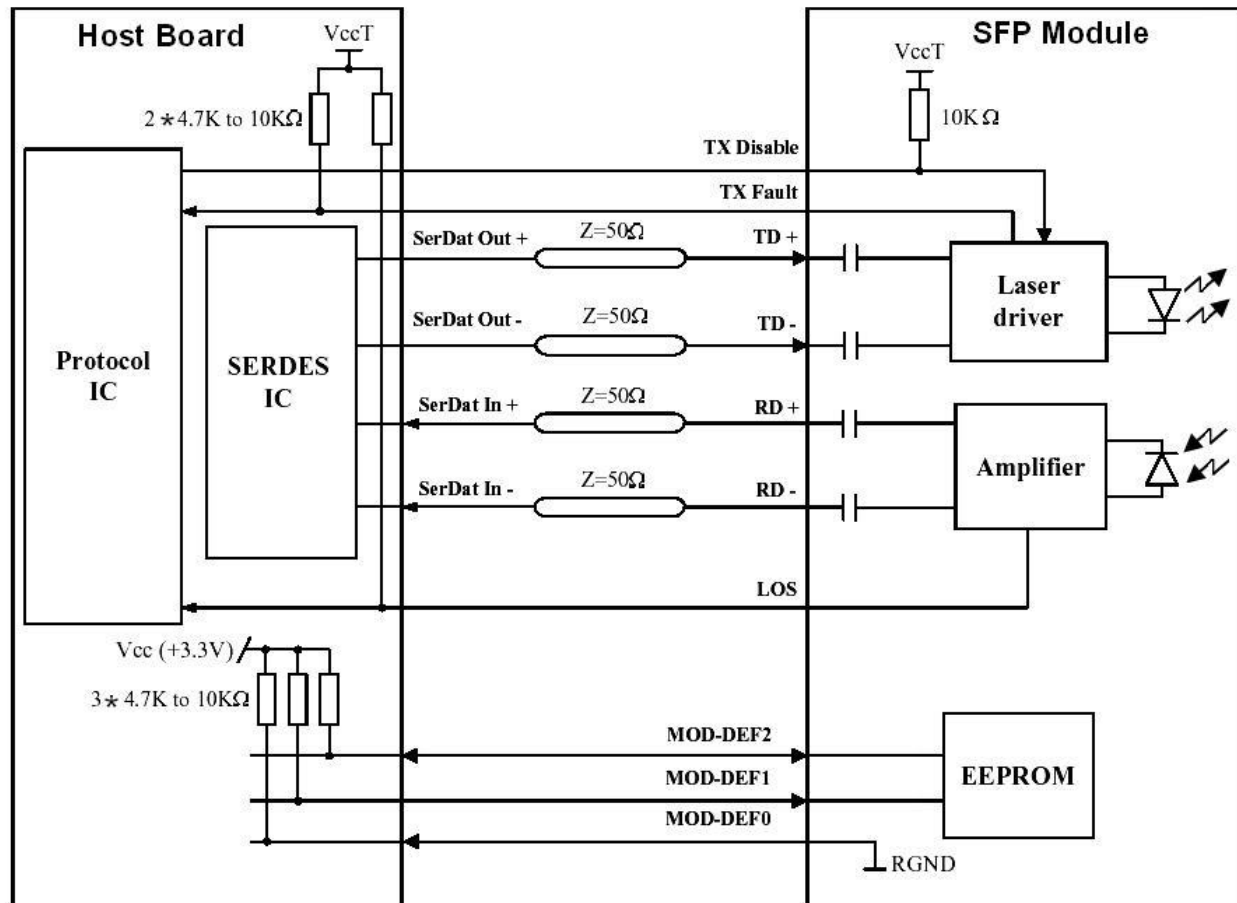 Host Board
SFP Module
VccT
VccT
2*4.7K to 10KΩ
10KΩ
TX Disable
TX Fault
SerDat Out +
Z=50Ω
TD +
Laser
driver
SerDat Out -
Z=50Ω
TD -
Protocol
IC
SERDES
IC
SerDat In +
Z=50Ω
RD +
Amplifier
SerDat In -
Z=50Ω
RD -
LOS
Vcc (+3.3V)
3*4.7K to 10KΩ
MOD-DEF2
MOD-DEF1
MOD-DEF0
EEPROM
RGND